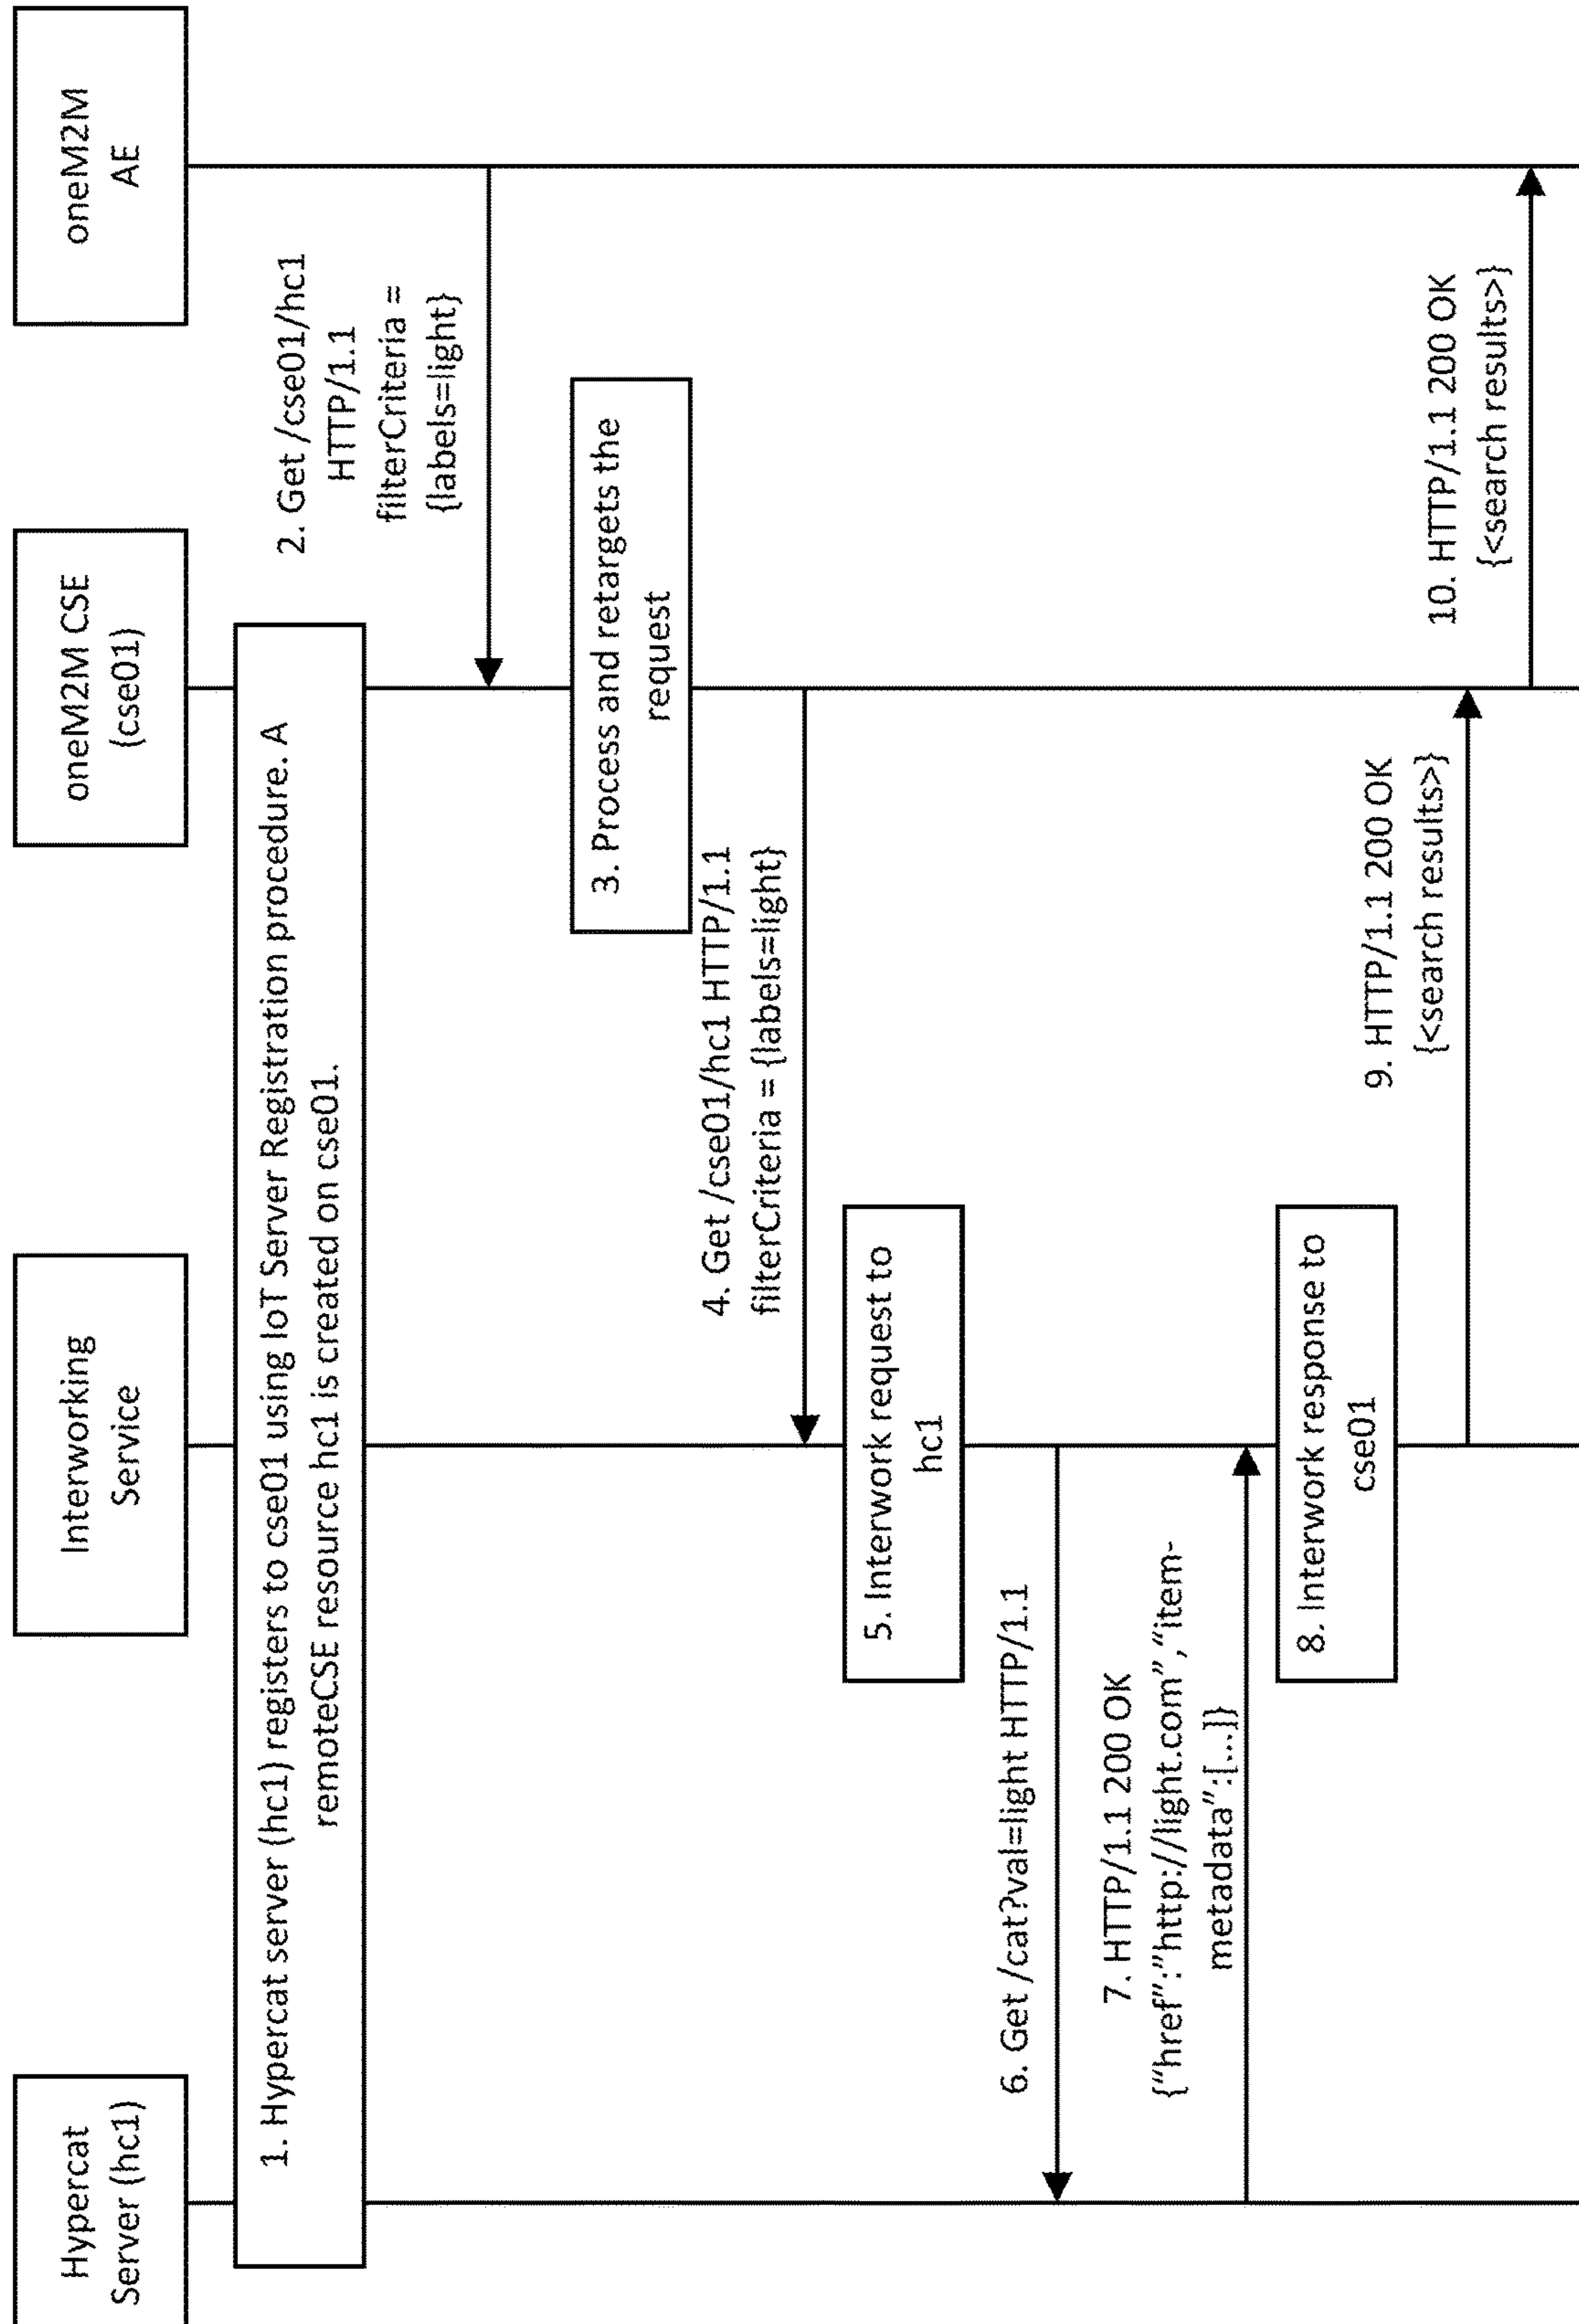 Hypercat
Server (hc1)
Interworking
Service
oneM2M CSE
(cse01)
oneM2M
AE
1. Hypercat server (hc1) registers to cse01 using IoT Server Registration procedure. A
remoteCSE resource hc1 is created on cse01.
2. Get /cse01/hc1
HTTP/1.1
filterCriteria =
{labels=light}
3. Process and retargets the
request
4. Get /cse01/hc1 HTTP/1.1
filterCriteria = {labels=light}
5. Interwork request to
hc1
6. Get /cat?val=light HTTP/1.1
7. HTTP/1.1 200 OK
{“href”:”http://light.com”,“item-
metadata”:[...]}
8. Interwork response to
cse01
9. HTTP/1.1 200 OK
{<search results>}
10. HTTP/1.1 200 OK
{<search results>}